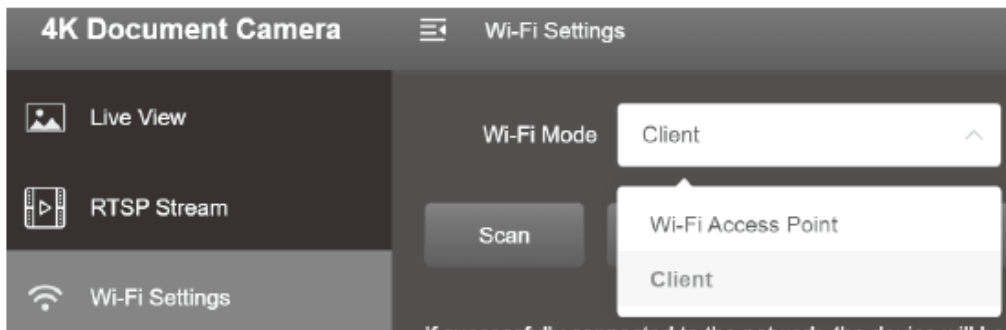 4K Document Camera
Wi-Fi Settings
Live View
Wi-Fi Mode
Client
RTSP Stream
Scan
Wi-Fi Access Point
Client
Wi-Fi Settings